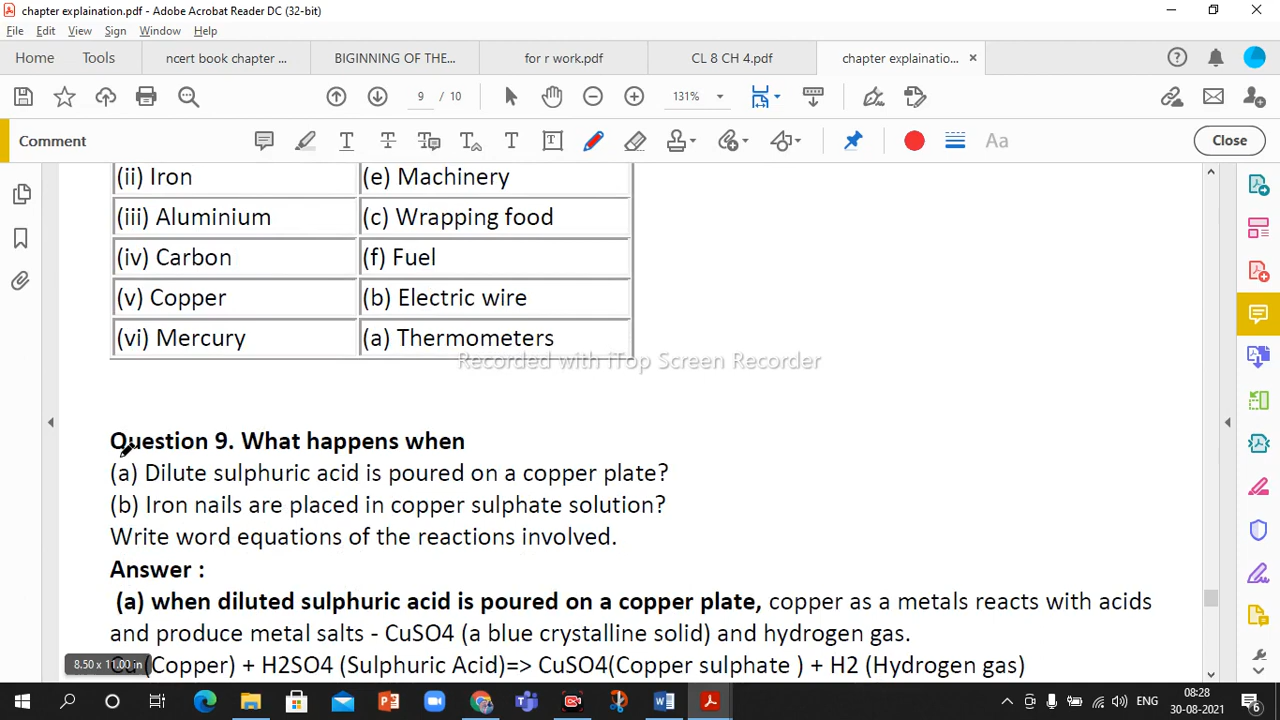 chapter explaination.pdf - Adobe Acrobat Reader DC (32-bit)
File Edit View Sign Window Help
Home Tools ncert book chapter ... BIGINNING OF THE... for r work.pdf CL 8 CH 4.pdf chapter explainatio... ×
9 / 10 131%
Comment T T T T T Aa Close
(ii) Iron (e) Machinery
(iii) Aluminium (c) Wrapping food
(iv) Carbon (f) Fuel
(v) Copper (b) Electric wire
(vi) Mercury (a) Thermometers
Recorded with iTop Screen Recorder
Question 9. What happens when
(a) Dilute sulphuric acid is poured on a copper plate?
(b) Iron nails are placed in copper sulphate solution?
Write word equations of the reactions involved.
Answer :
(a) when diluted sulphuric acid is poured on a copper plate, copper as a metals reacts with acids
and produce metal salts - CuSO4 (a blue crystalline solid) and hydrogen gas.
8.50 x 11.00 in
(Copper) + H2SO4 (Sulphuric Acid)=> CuSO4(Copper sulphate ) + H2 (Hydrogen gas)
ENG 08:28
30-08-2021 6